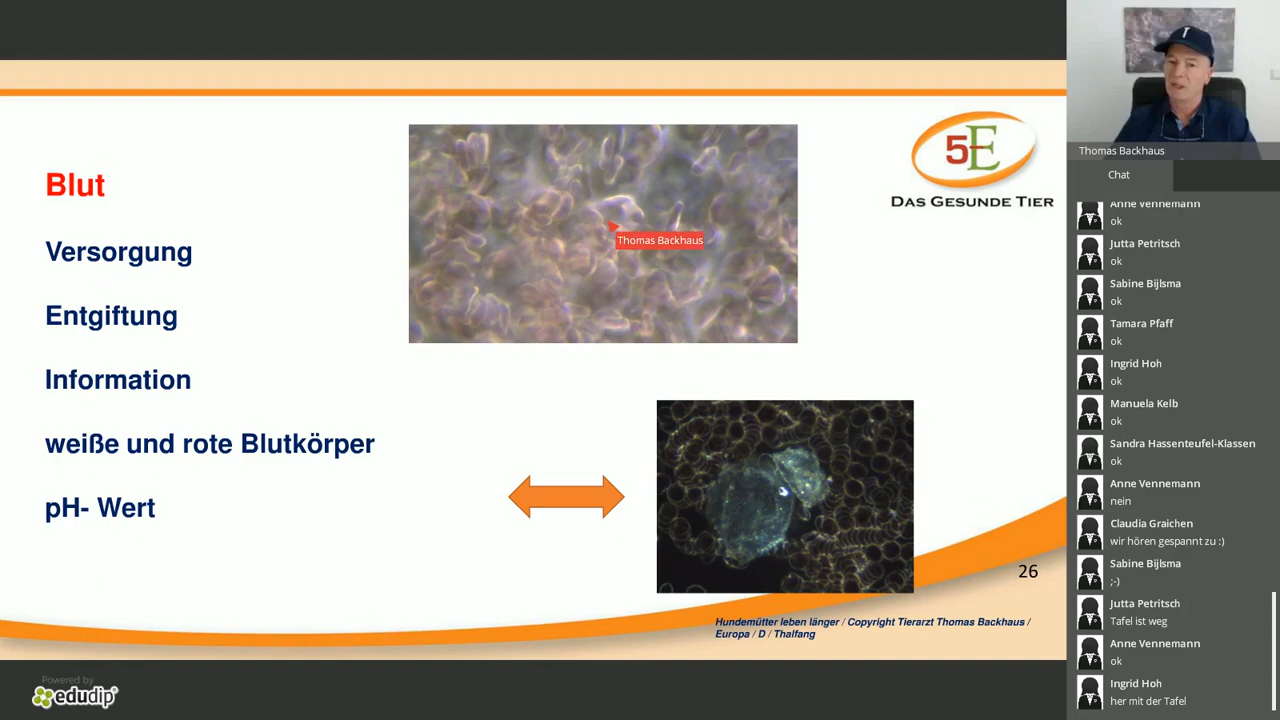 Blut
Versorgung
Entgiftung
Information
weiße und rote Blutkörper
pH- Wert
Thomas Backhaus
5E
DAS GESUNDE TIER
26
Hundemütter leben länger / Copyright Tierarzt Thomas Backhaus /
Europa / D / Thalfang
Powered by
edudip
T
Thomas Backhaus
Chat
Anne Vennemann
ok
Jutta Petritsch
ok
Sabine Bijlsma
ok
Tamara Pfaff
ok
Ingrid Hoh
ok
Manuela Kelb
ok
Sandra Hassenteufel-Klassen
ok
Anne Vennemann
nein
Claudia Graichen
wir hören gespannt zu :)
Sabine Bijlsma
;-)
Jutta Petritsch
Tafel ist weg
Anne Vennemann
ok
Ingrid Hoh
her mit der Tafel